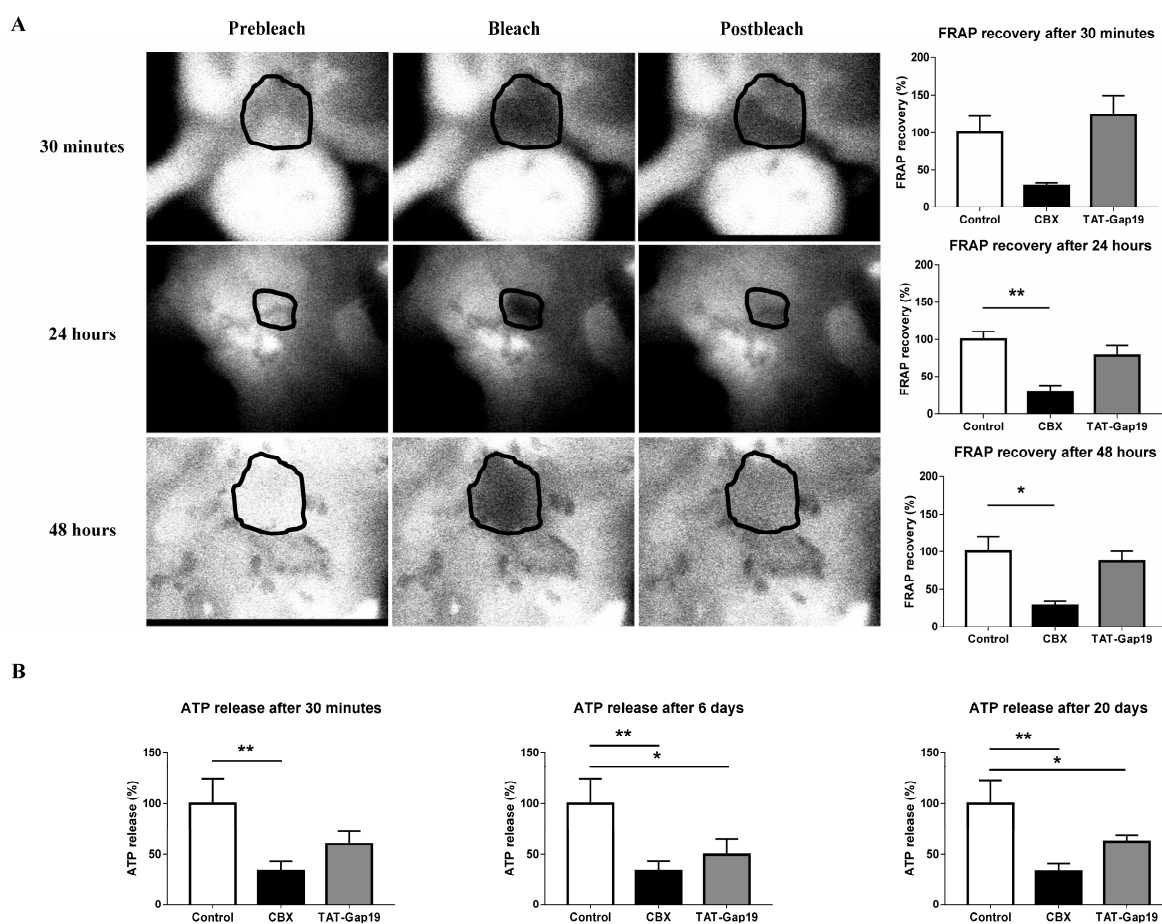 A
Prebleach
Bleach
Postbleach
30 minutes
24 hours
48 hours
FRAP recovery after 30 minutes
FRAP recovery (%)
200
150
100
50
0
Control
CBX
TAT-Gap19
FRAP recovery after 24 hours
FRAP recovery (%)
200
150
100
50
0
**
Control
CBX
TAT-Gap19
FRAP recovery after 48 hours
FRAP recovery (%)
200
150
100
50
0
*
Control
CBX
TAT-Gap19
B
ATP release after 30 minutes
ATP release (%)
150
100
50
0
**
Control
CBX
TAT-Gap19
ATP release after 6 days
ATP release (%)
150
100
50
0
**
*
Control
CBX
TAT-Gap19
ATP release after 20 days
ATP release (%)
150
100
50
0
**
*
Control
CBX
TAT-Gap19